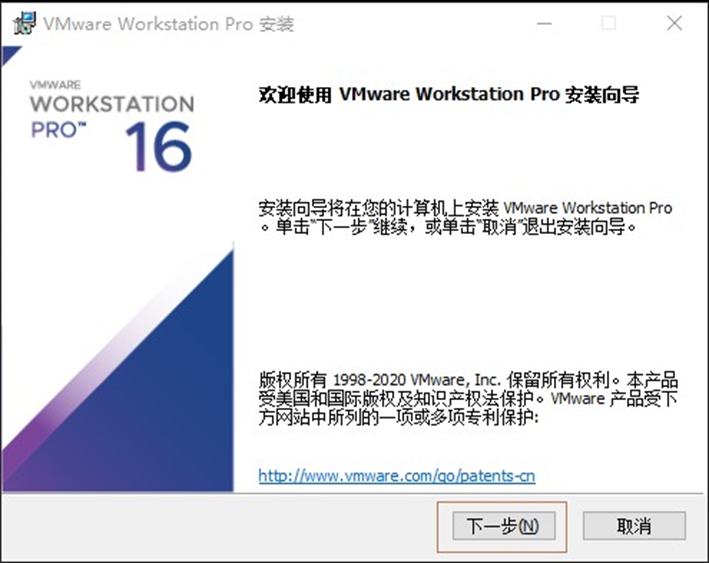 VMware Workstation Pro 安装
VMWARE
WORKSTATION
PRO™ 16
欢迎使用 VMware Workstation Pro 安装向导
安装向导将在您的计算机上安装 VMware Workstation Pro
。单击“下一步”继续，或单击“取消”退出安装向导。
版权所有 1998-2020 VMware, Inc. 保留所有权利。本产品
受美国和国际版权及知识产权法保护。VMware 产品受下
方网站中所列的一项或多项专利保护:
http://www.vmware.com/go/patents-cn
下一步(N)
取消